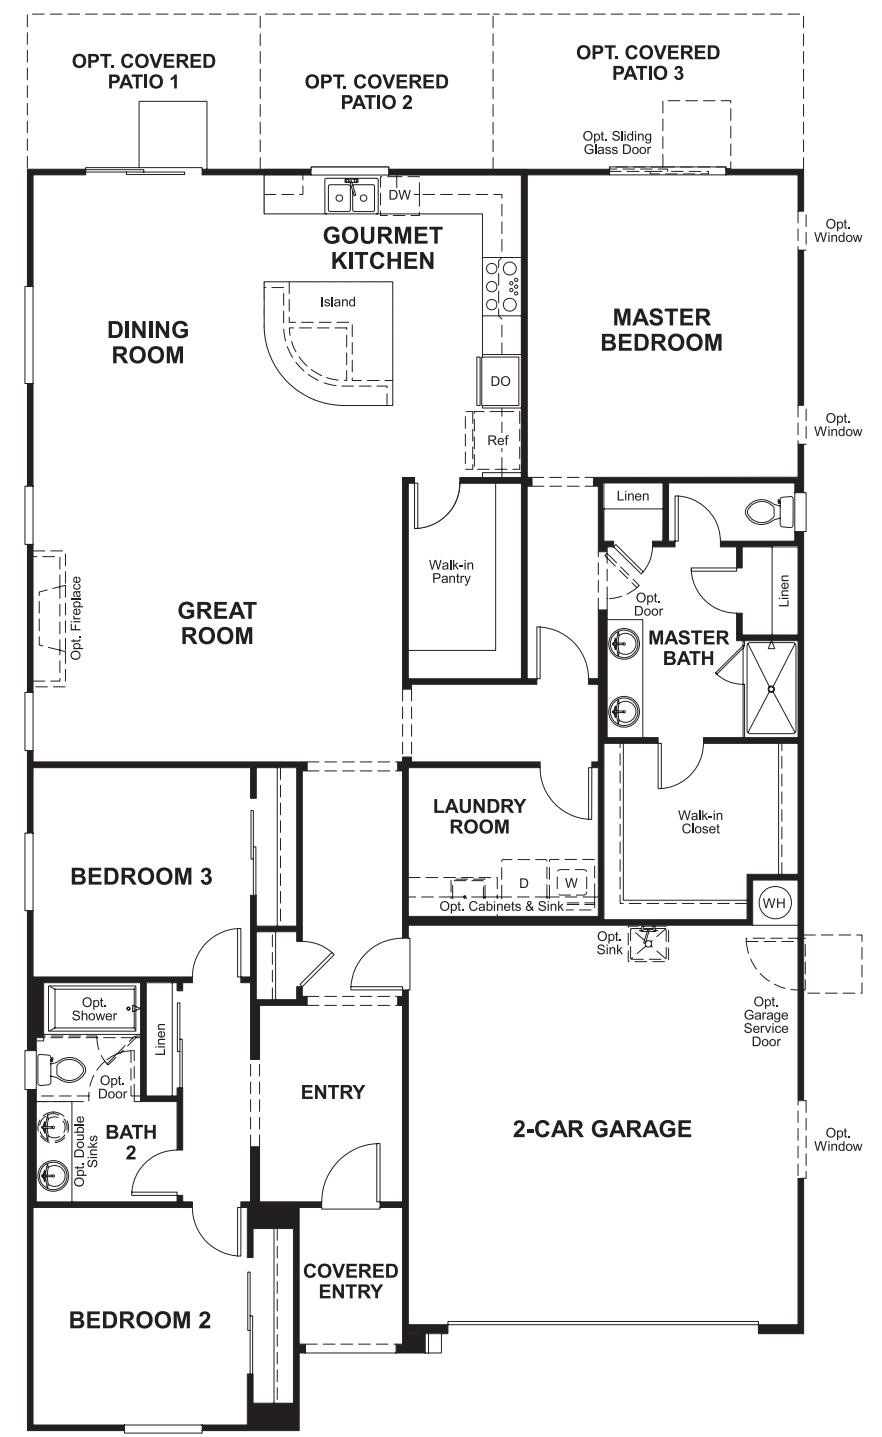 OPT. COVERED
PATIO 1
OPT. COVERED
PATIO 2
OPT. COVERED
PATIO 3
Opt. Sliding
Glass Door
DW
GOURMET
KITCHEN
Opt.
Window
Island
DINING
ROOM
MASTER
BEDROOM
DO
Opt.
Window
Ref
Linen
Walk-in
Pantry
Opt. Fireplace
GREAT
ROOM
Opt.
Door
Linen
MASTER
BATH
LAUNDRY
ROOM
Walk-in
Closet
BEDROOM 3
D
W
Opt. Cabinets & Sink
WH
Opt.
Sink
Opt.
Shower
Linen
Opt.
Garage
Service
Door
Opt.
Door
ENTRY
2-CAR GARAGE
Opt.
Window
Opt. Double
Sinks
BATH
2
COVERED
ENTRY
BEDROOM 2